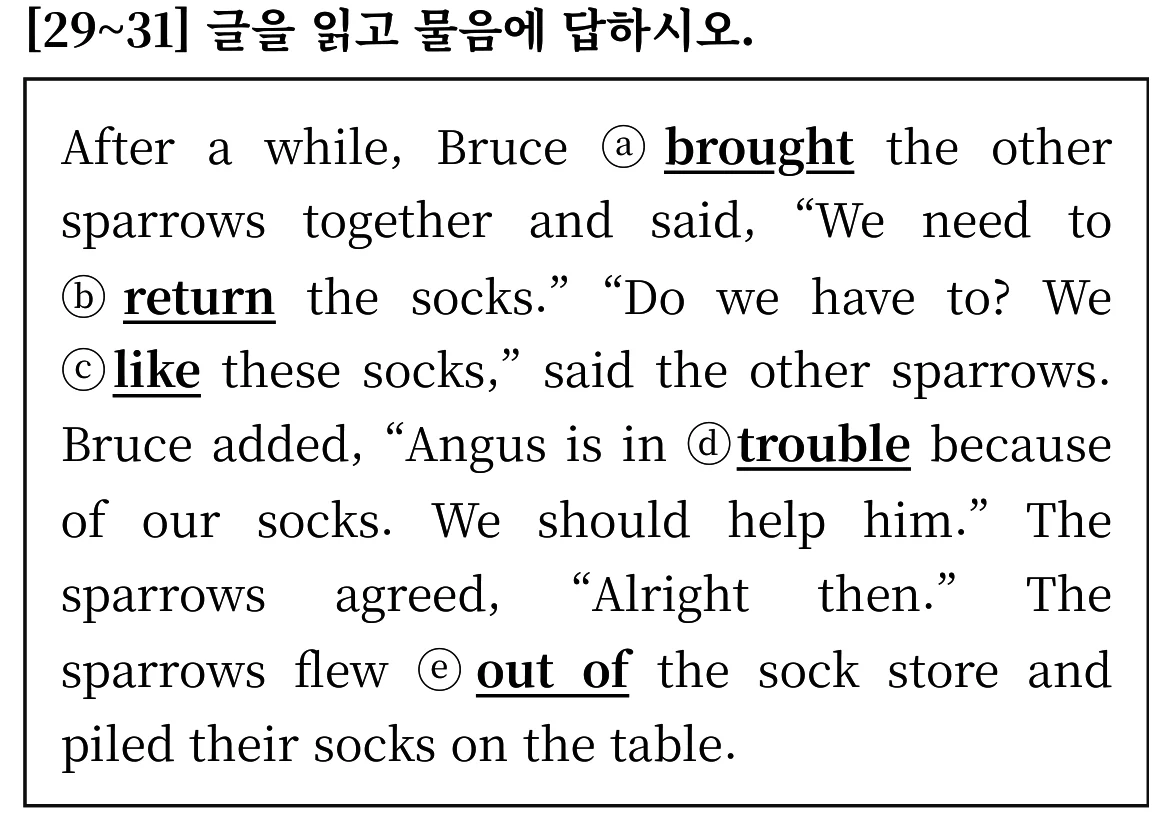 [29~31] 글을 읽고 물음에 답하시오.
After a while, Bruce ⓐ brought the other
sparrows together and said, “We need to
ⓑ return the socks.” “Do we have to? We
ⓒ like these socks,” said the other sparrows.
Bruce added, “Angus is in ⓓ trouble because
of our socks. We should help him.” The
sparrows agreed, “Alright then.” The
sparrows flew ⓔ out of the sock store and
piled their socks on the table.